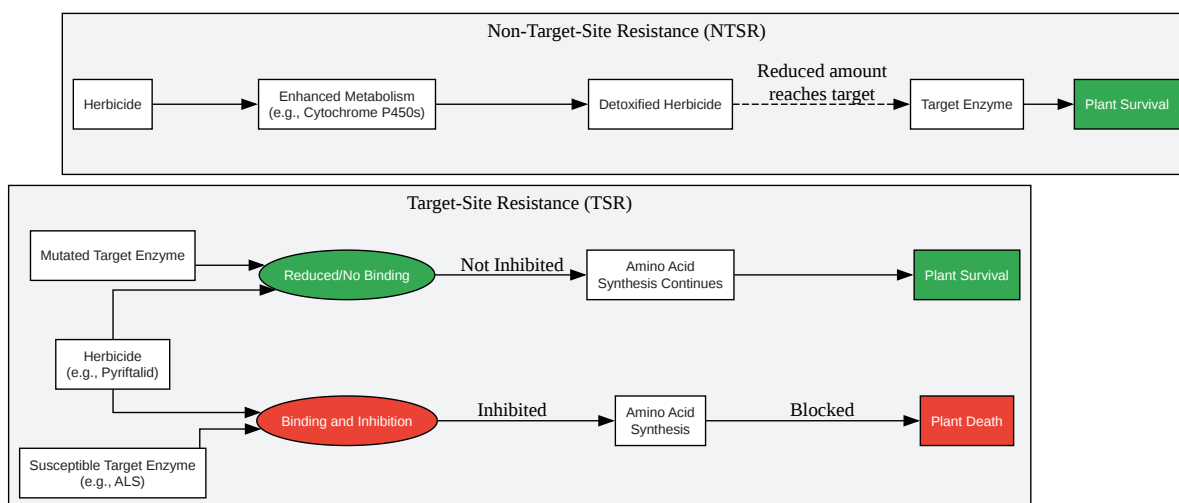 Non-Target-Site Resistance (NTSR)
Herbicide
Enhanced Metabolism
(e.g., Cytochrome P450s)
Detoxified Herbicide
Reduced amount
reaches target
Target Enzyme
Plant Survival
Target-Site Resistance (TSR)
Mutated Target Enzyme
Reduced/No Binding
Not Inhibited
Amino Acid
Synthesis Continues
Plant Survival
Herbicide
(e.g., Pyriftalid)
Binding and Inhibition
Inhibited
Amino Acid
Synthesis
Blocked
Plant Death
Susceptible Target Enzyme
(e.g., ALS)